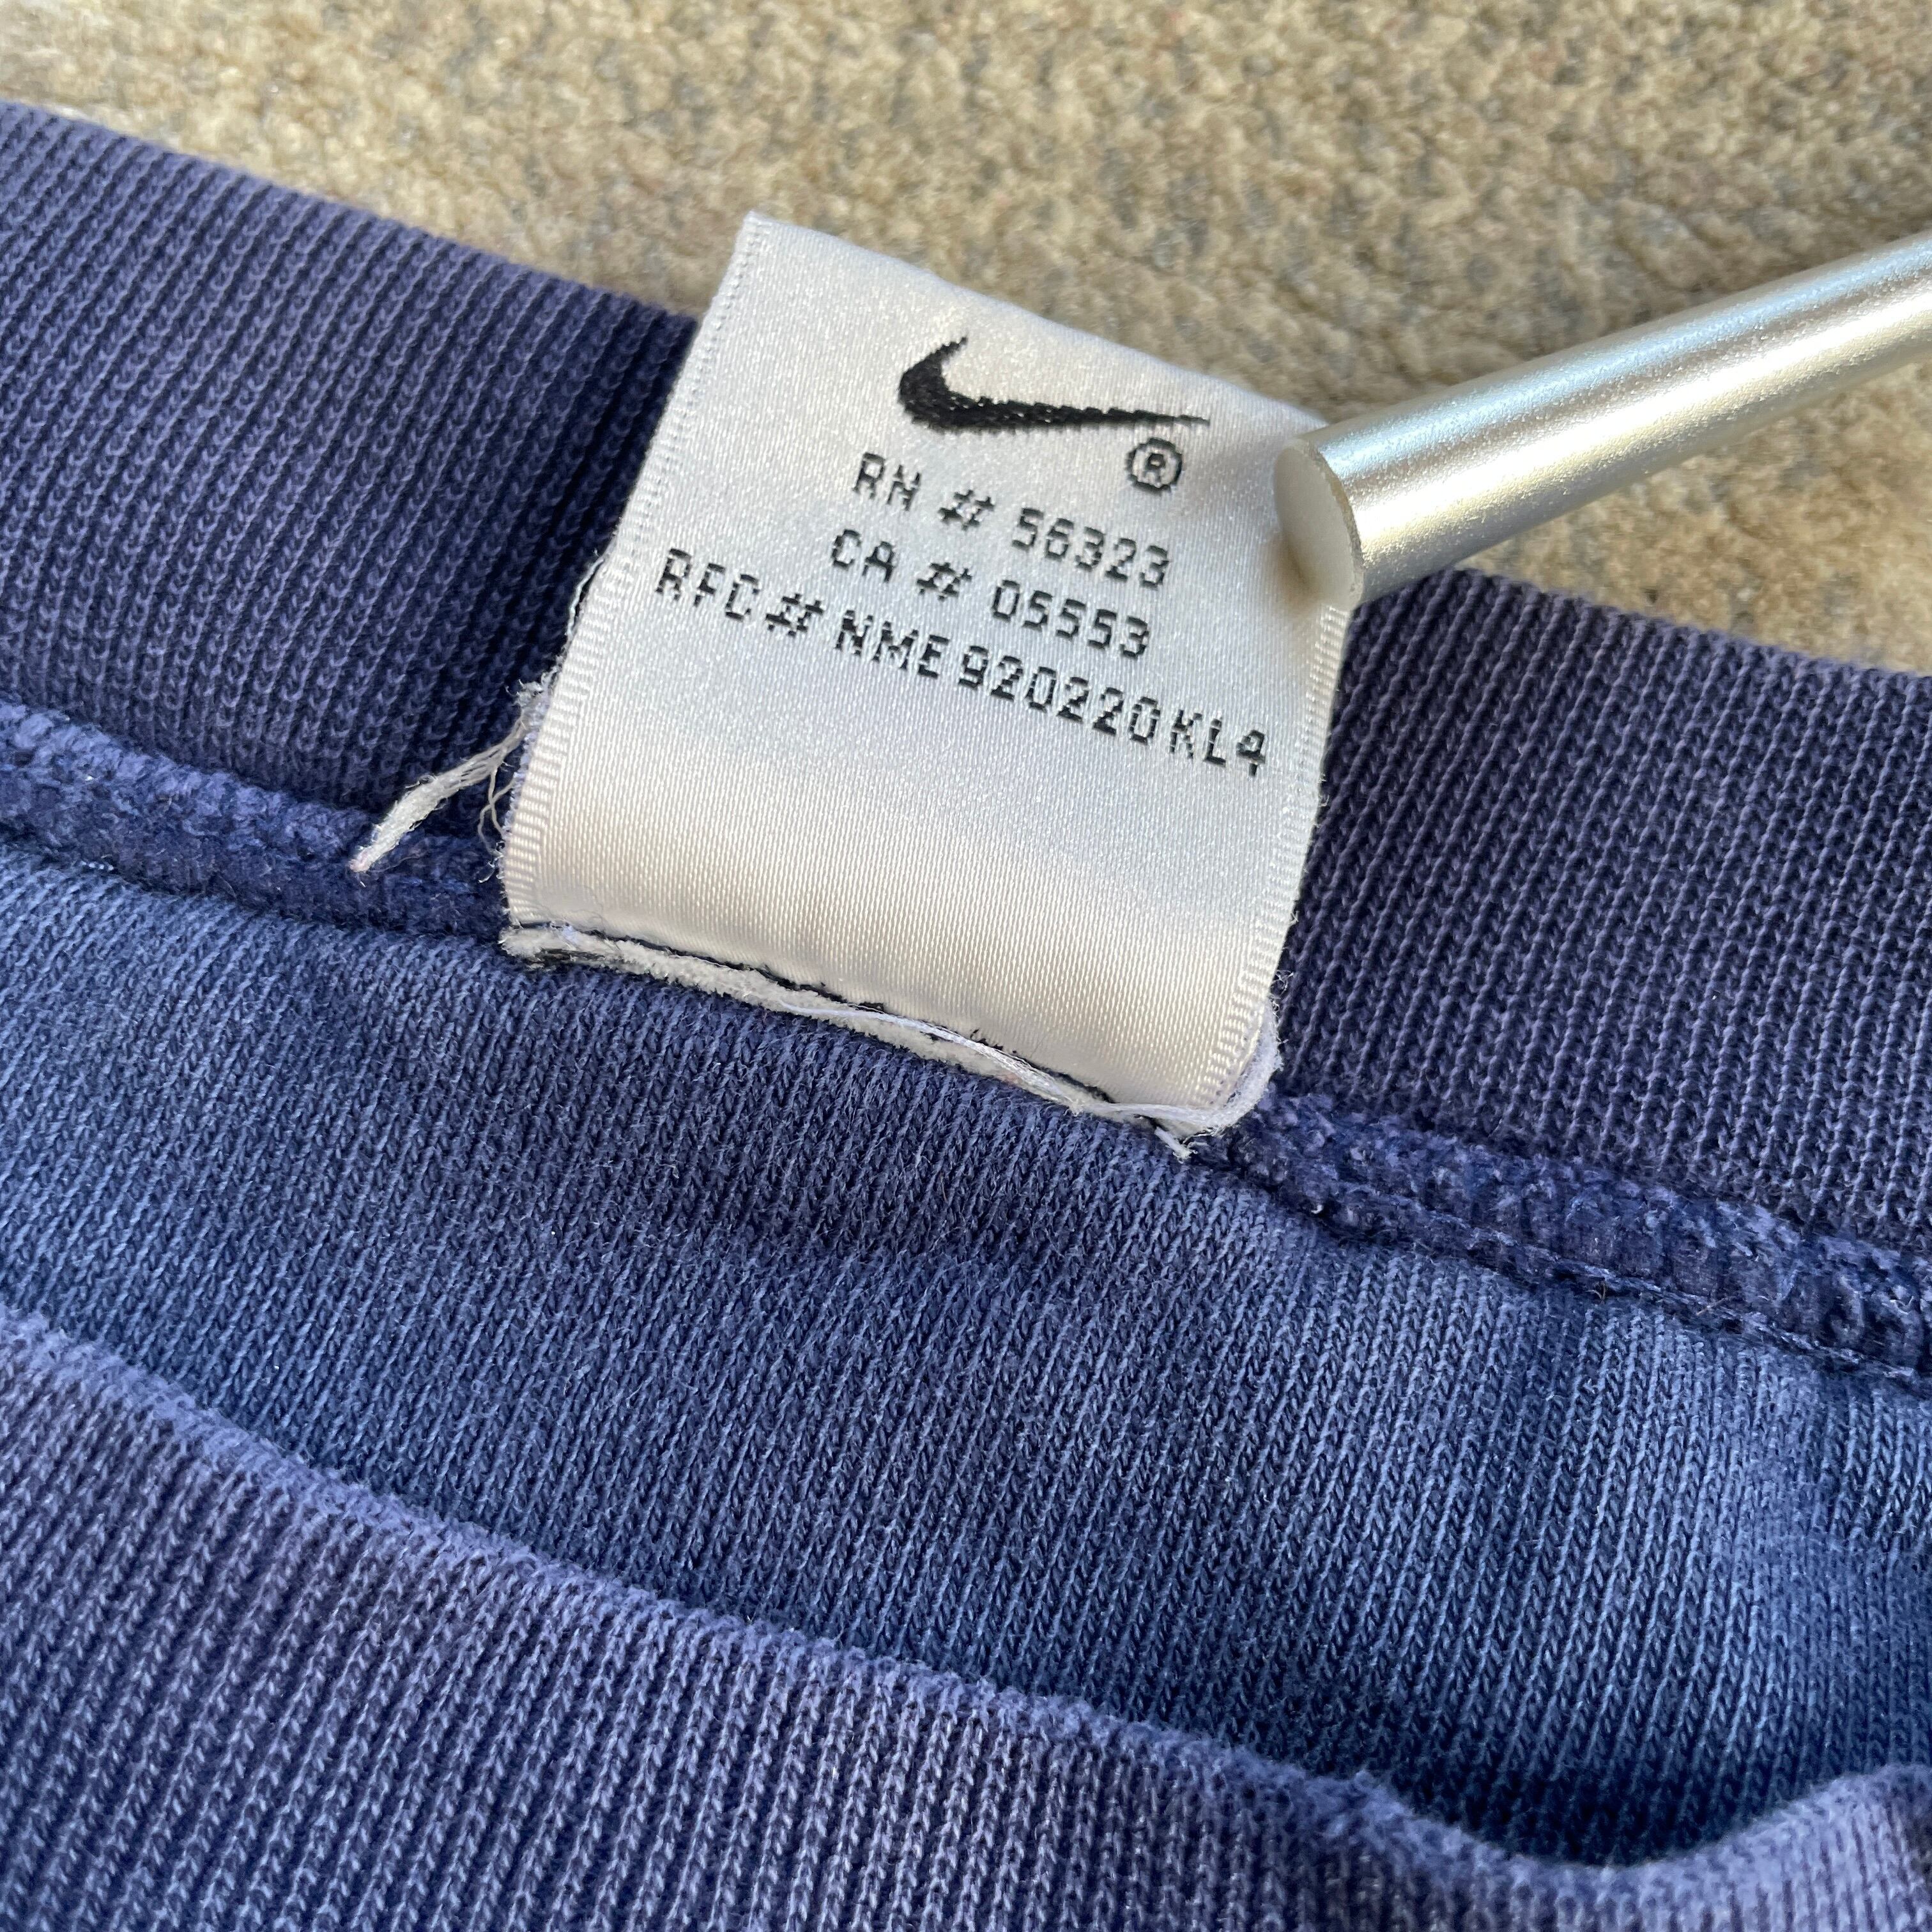 ®
RN # 56323
CA # 05553
RFC # NME 920220 KL4